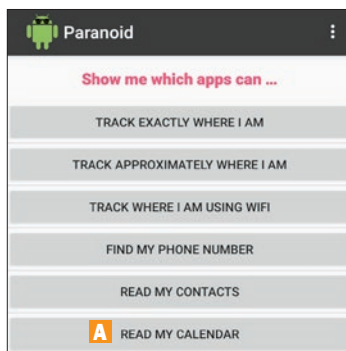 Paranoid
Show me which apps can ...
TRACK EXACTLY WHERE I AM
TRACK APPROXIMATELY WHERE I AM
TRACK WHERE I AM USING WIFI
FIND MY PHONE NUMBER
READ MY CONTACTS
A READ MY CALENDAR